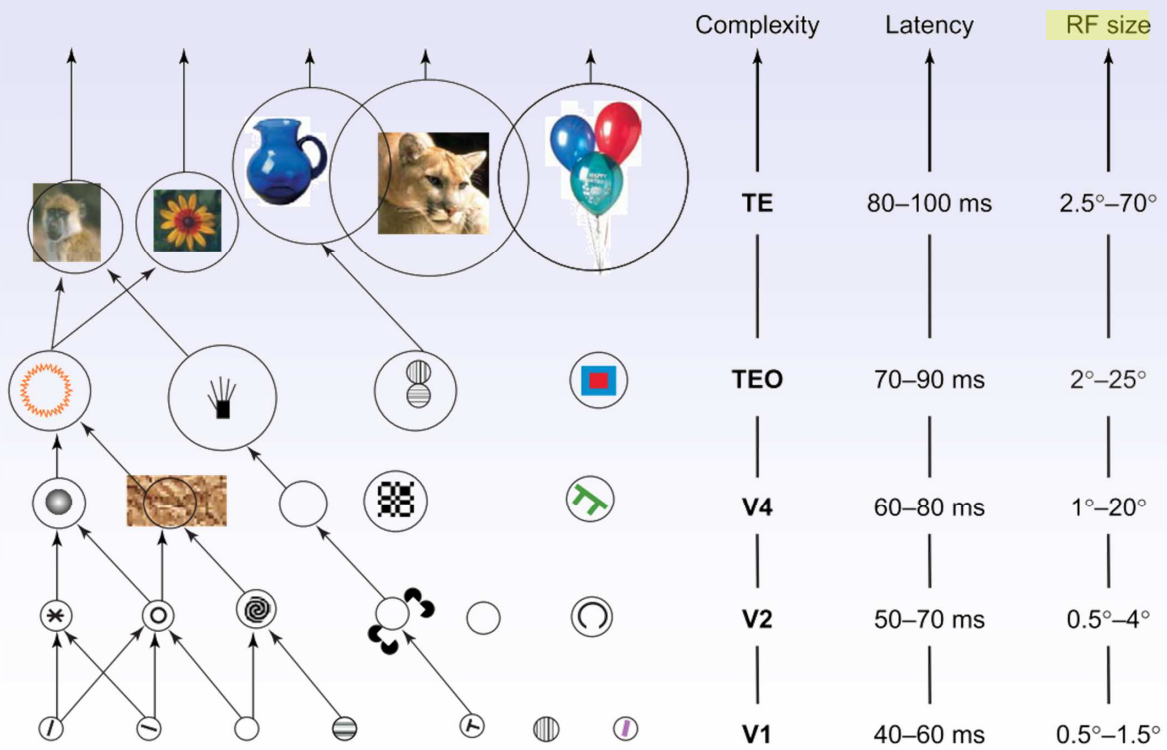 Complexity Latency RF size
TE 80–100 ms 2.5°–70°
TEO 70–90 ms 2°–25°
V4 60–80 ms 1°–20°
V2 50–70 ms 0.5°–4°
V1 40–60 ms 0.5°–1.5°